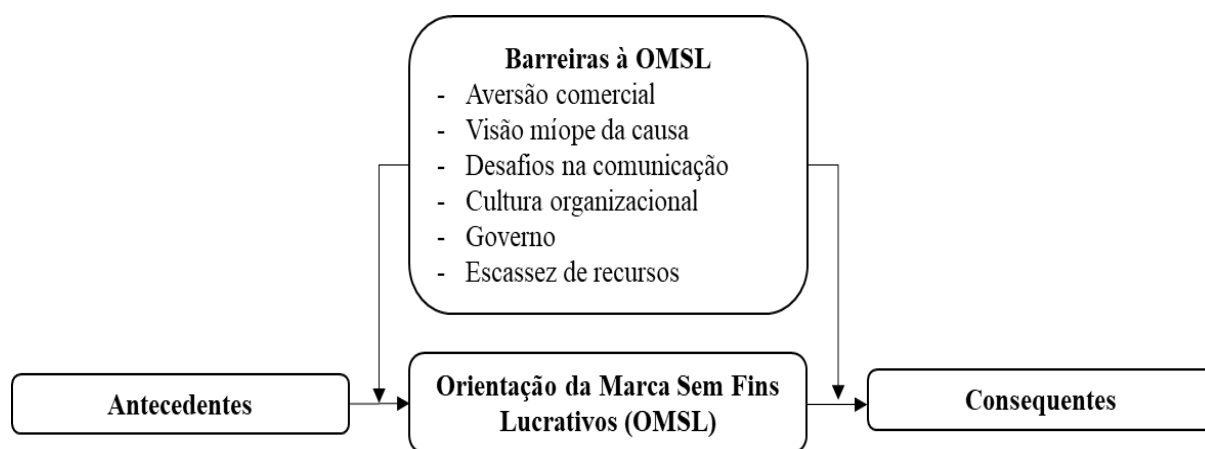 Barreiras à OMSL
- Aversão comercial
- Visão míope da causa
- Desafios na comunicação
- Cultura organizacional
- Governo
- Escassez de recursos
Antecedentes
Orientação da Marca Sem Fins
Lucrativos (OMSL)
Consequentes